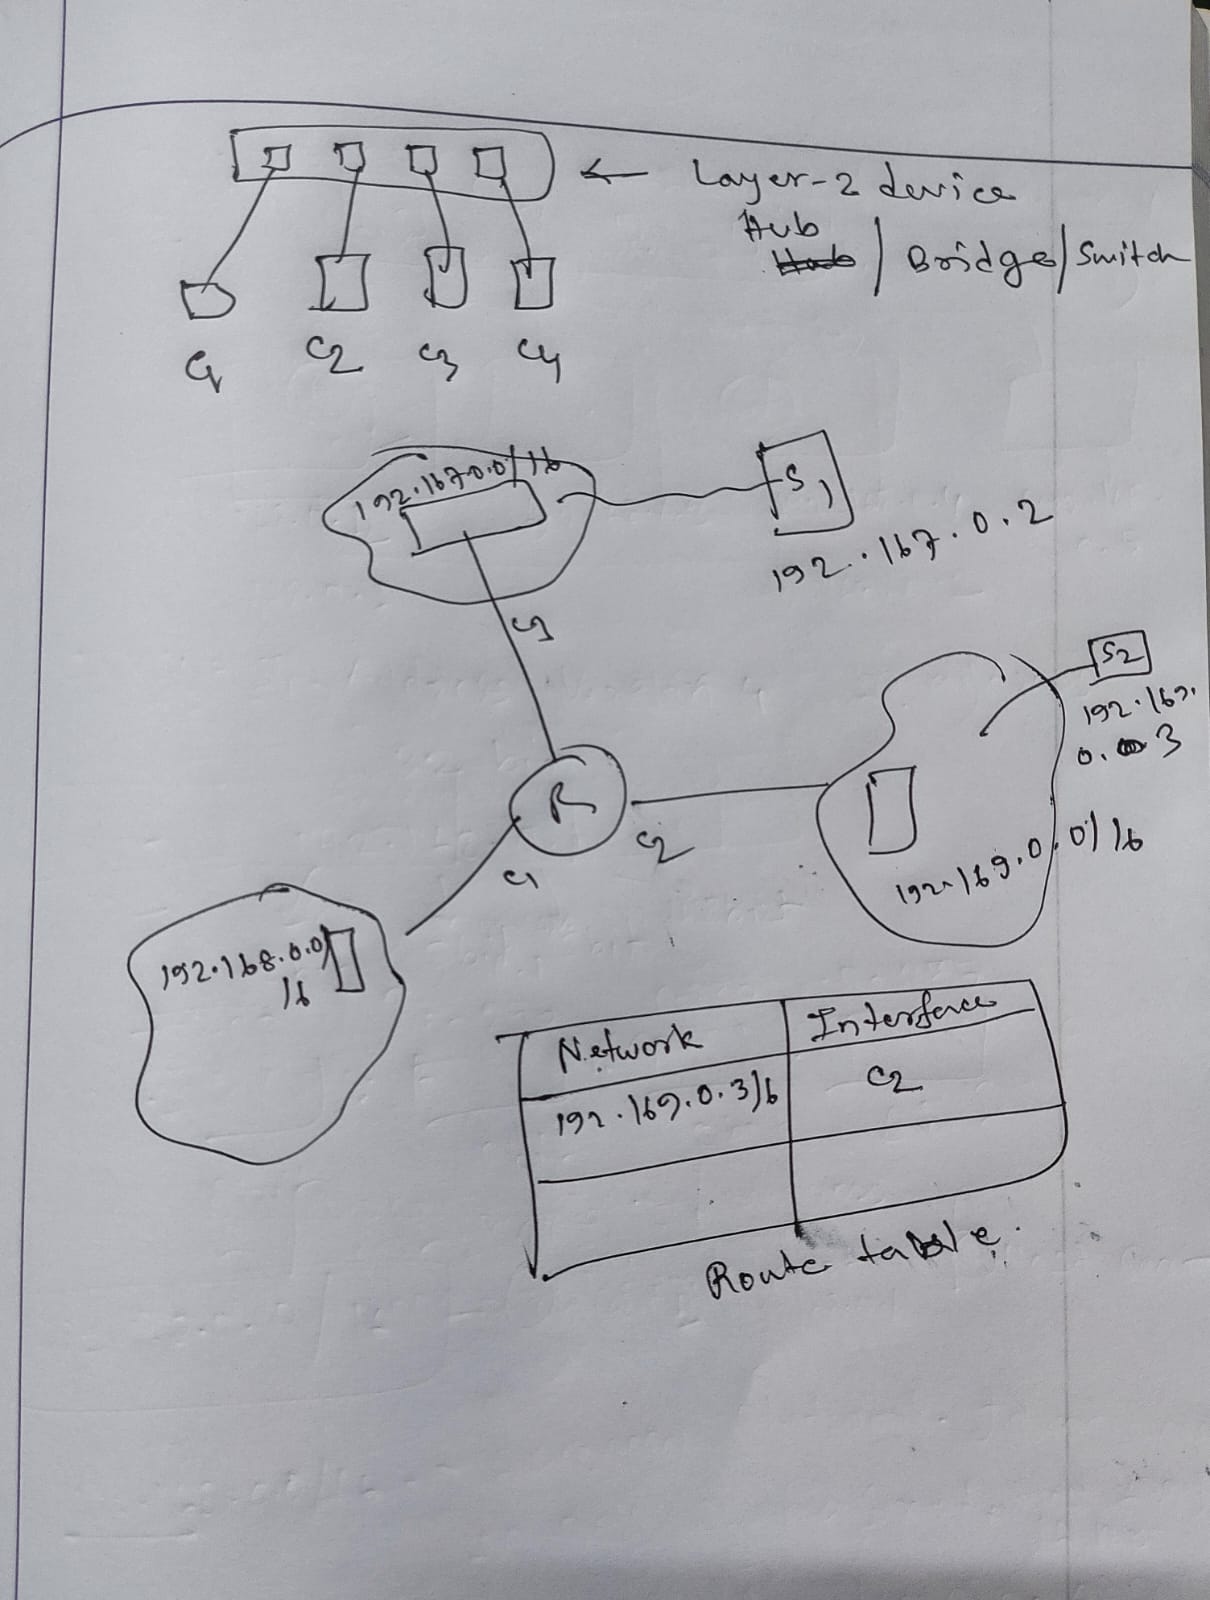 ← Layer-2 device
Hub / Bridge / Switch
C1 C2 C3 C4
192.167.0.0/16
S1
192.167.0.2
C3
S2
192.169.
0.3
R
C2
C1
192.169.0.0/16
192.168.0.0/
16
Network Interface
192.169.0.3/16 C2
Route table.